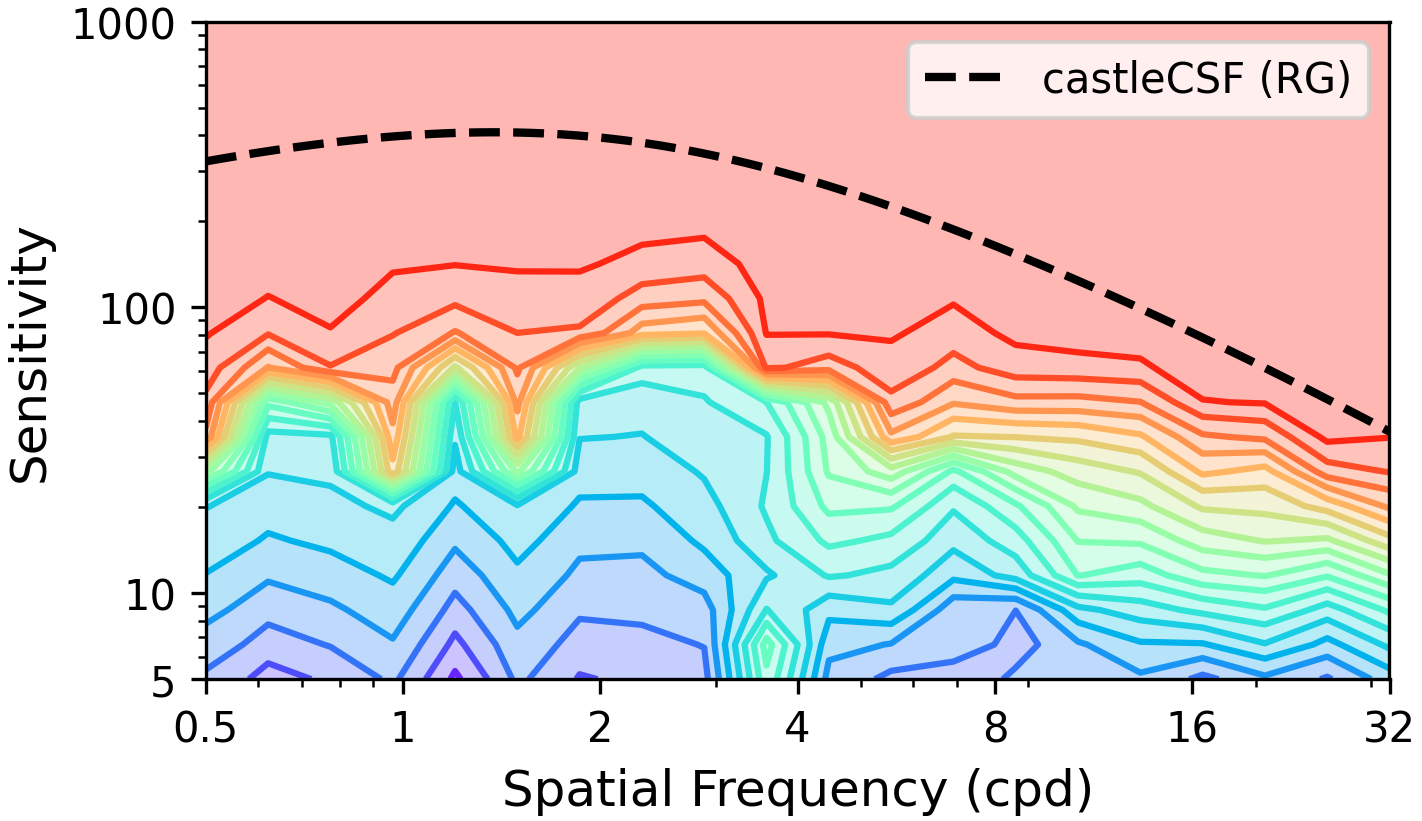 1000
castleCSF (RG)
Sensitivity
100
10
5
0.5 1 2 4 8 16 32
Spatial Frequency (cpd)